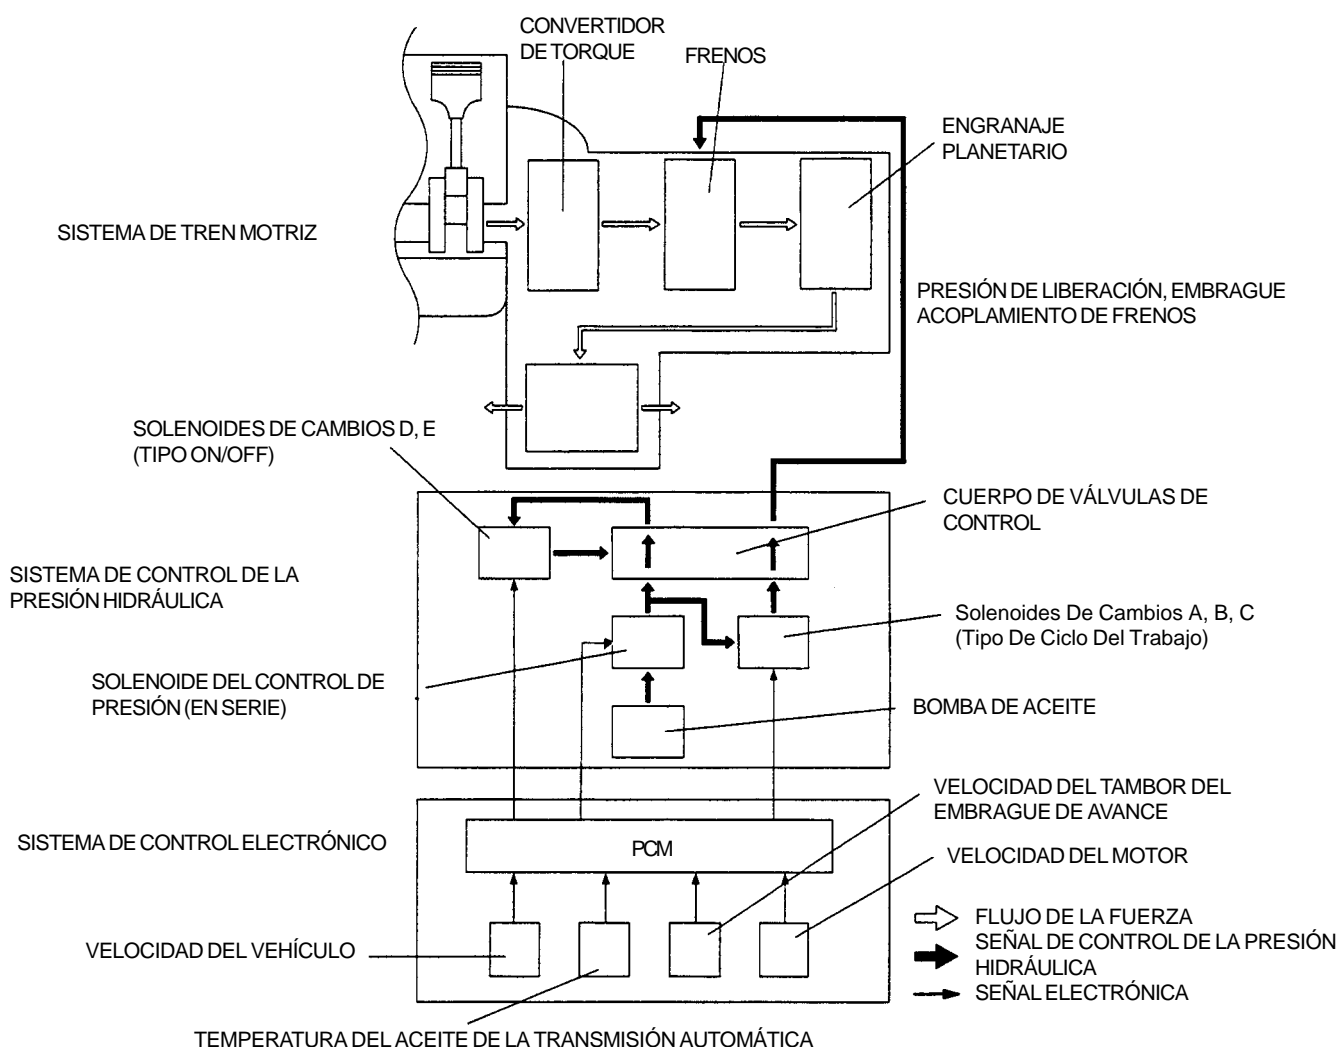 CONVERTIDOR
DE TORQUE
FRENOS
ENGRANAJE
PLANETARIO
SISTEMA DE TREN MOTRIZ
PRESIÓN DE LIBERACIÓN, EMBRAGUE
ACOPLAMIENTO DE FRENOS
SOLENOIDES DE CAMBIOS D, E
(TIPO ON/OFF)
CUERPO DE VÁLVULAS DE
CONTROL
SISTEMA DE CONTROL DE LA
PRESIÓN HIDRÁULICA
Solenoides De Cambios A, B, C
(Tipo De Ciclo Del Trabajo)
SOLENOIDE DEL CONTROL DE
PRESIÓN (EN SERIE)
BOMBA DE ACEITE
VELOCIDAD DEL TAMBOR DEL
EMBRAGUE DE AVANCE
SISTEMA DE CONTROL ELECTRÓNICO
PCM
VELOCIDAD DEL MOTOR
FLUJO DE LA FUERZA
SEÑAL DE CONTROL DE LA PRESIÓN
HIDRÁULICA
SEÑAL ELECTRÓNICA
VELOCIDAD DEL VEHÍCULO
TEMPERATURA DEL ACEITE DE LA TRANSMISIÓN AUTOMÁTICA